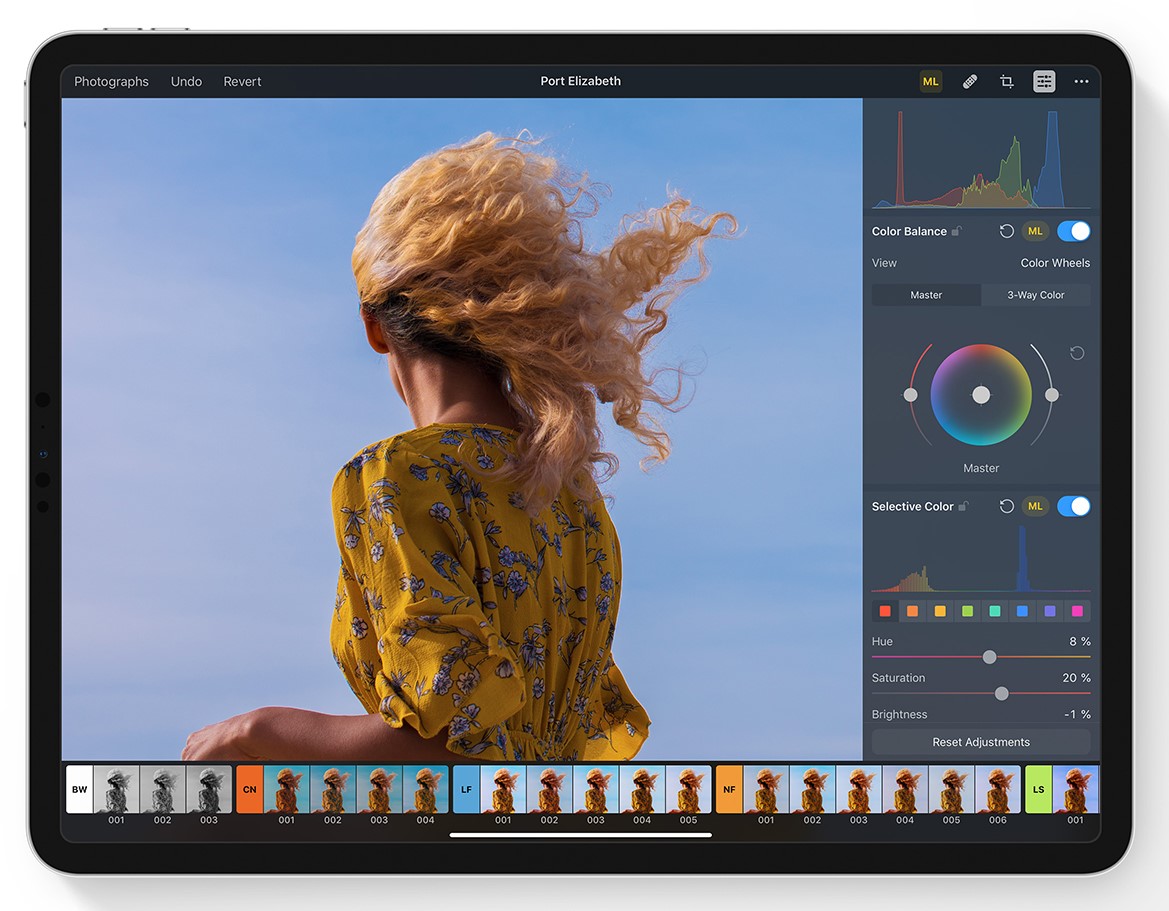 Photographs Undo Revert Port Elizabeth ML
Color Balance ML
View Color Wheels
Master 3-Way Color
Master
Selective Color ML
Hue 8 %
Saturation 20 %
Brightness -1 %
Reset Adjustments
BW CN LF NF LS
001 002 003 001 002 003 004 001 002 003 004 005 001 002 003 004 005 006 001